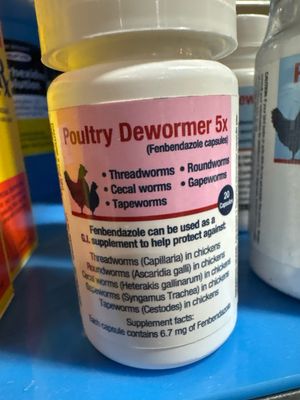 Poultry Dewormer 5x
(Fenbendazole capsules)
• Threadworms • Roundworms
• Cecal worms • Gapeworms
• Tapeworms
20
Capsules
Fenbendazole can be used as a
G.I. supplement to help protect against:
Threadworms (Capillaria) in chickens
Roundworms (Ascaridia galli) in chickens
Cecal worms (Heterakis gallinarum) in chickens
Gapeworms (Syngamus Trachea) in chickens
Tapeworms (Cestodes) in chickens
Supplement facts:
Each capsule contains 6.7 mg of Fenbendazole